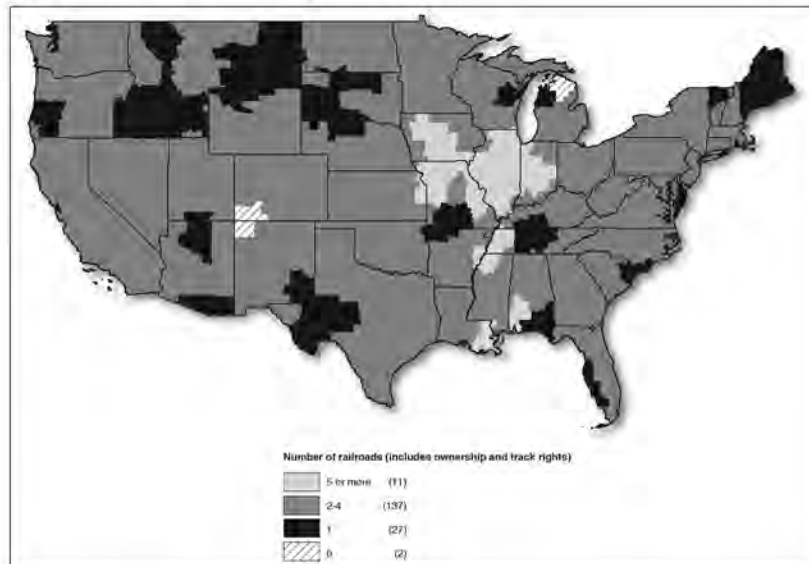 Number of railroads (includes ownership and track rights)
5 or more (11)
2-4 (137)
1 (27)
0 (2)